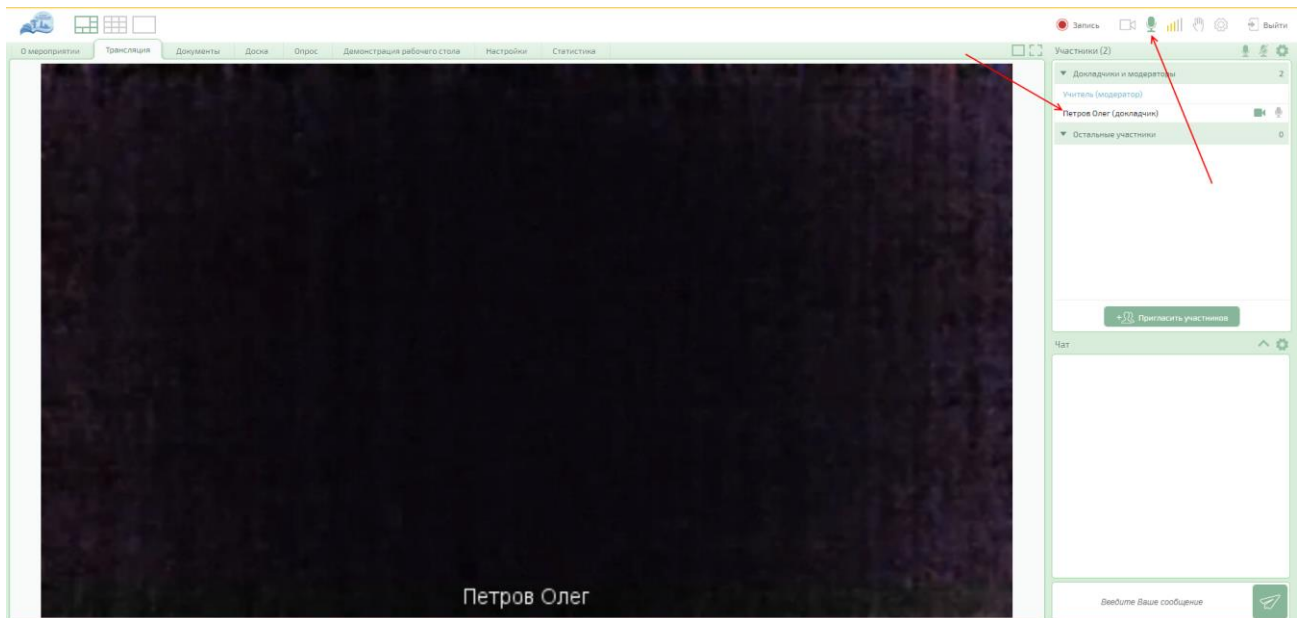 Запись
Выйти
О мероприятии Трансляция Документы Доска Опрос Демонстрация рабочего стола Настройки Статистика
Участники (2)
Докладчики и модераторы 2
Учитель (модератор)
Петров Олег (докладчик)
Остальные участники 0
Пригласить участников
Чат
Петров Олег
Введите Ваше сообщение